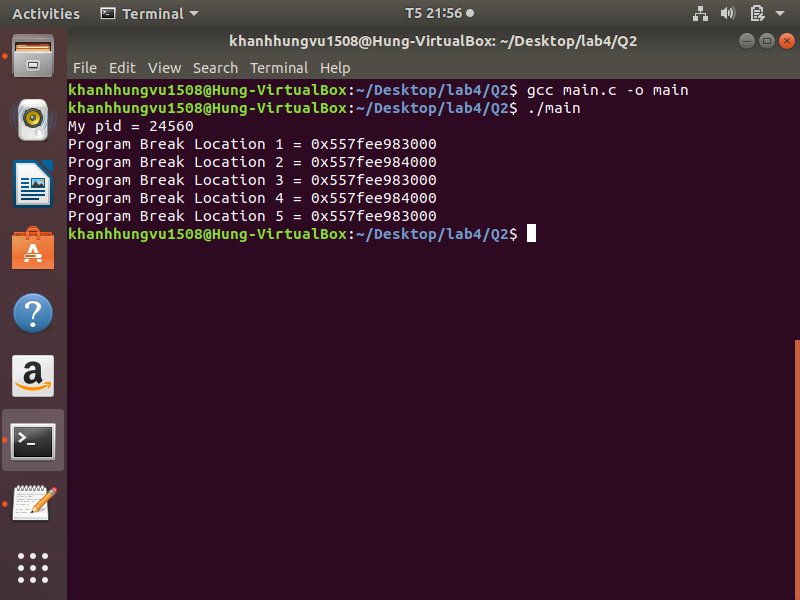 Activities Terminal T5 21:56
khanhhungvu1508@Hung-VirtualBox: ~/Desktop/lab4/Q2
File Edit View Search Terminal Help
khanhhungvu1508@Hung-VirtualBox:~/Desktop/lab4/Q2$ gcc main.c -o main
khanhhungvu1508@Hung-VirtualBox:~/Desktop/lab4/Q2$ ./main
My pid = 24560
Program Break Location 1 = 0x557fee983000
Program Break Location 2 = 0x557fee984000
Program Break Location 3 = 0x557fee983000
Program Break Location 4 = 0x557fee984000
Program Break Location 5 = 0x557fee983000
khanhhungvu1508@Hung-VirtualBox:~/Desktop/lab4/Q2$